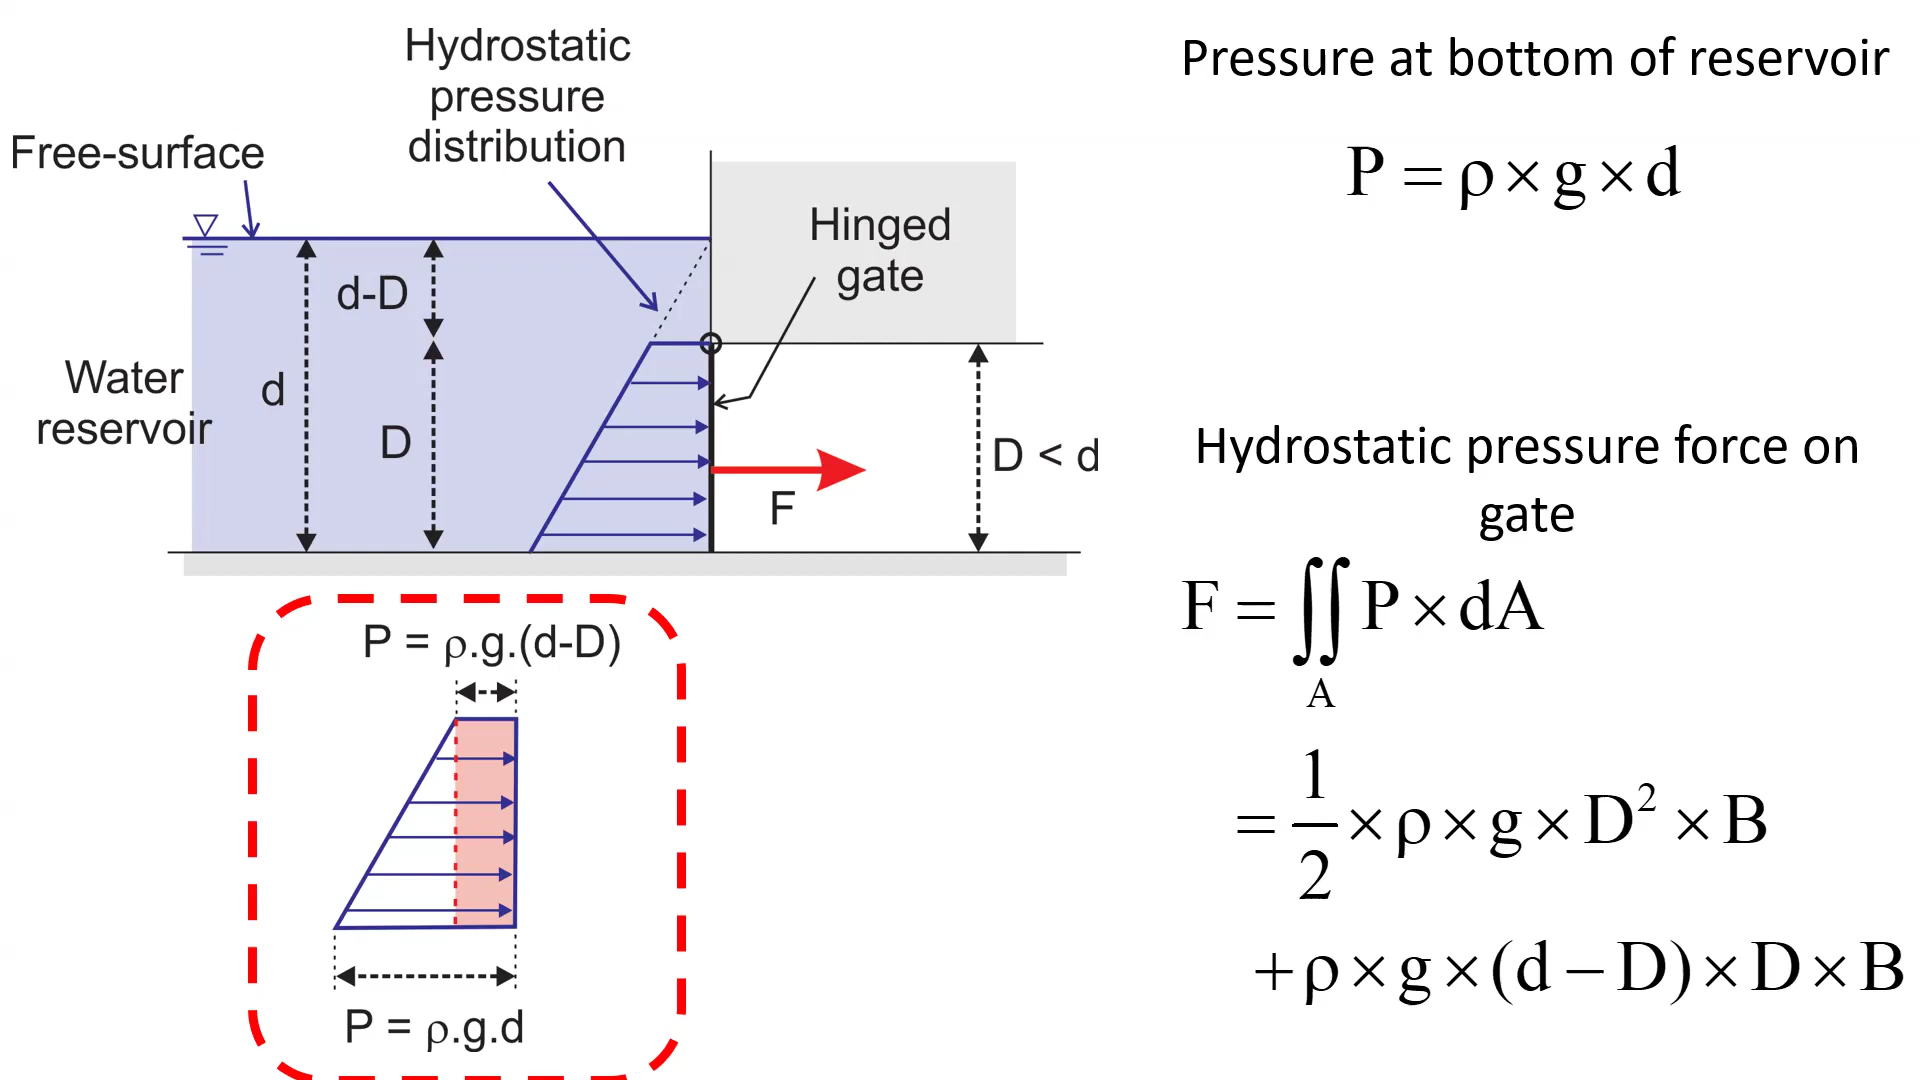 Hydrostatic
pressure
distribution
Free-surface
Hinged
gate
d-D
Water
reservoir
d
D
D < d
F
P = ρ.g.(d-D)
P = ρ.g.d
Pressure at bottom of reservoir
P = ρ × g × d
Hydrostatic pressure force on
gate
F = ∬ P × dA
A
= 1/2 × ρ × g × D² × B
+ ρ × g × (d − D) × D × B